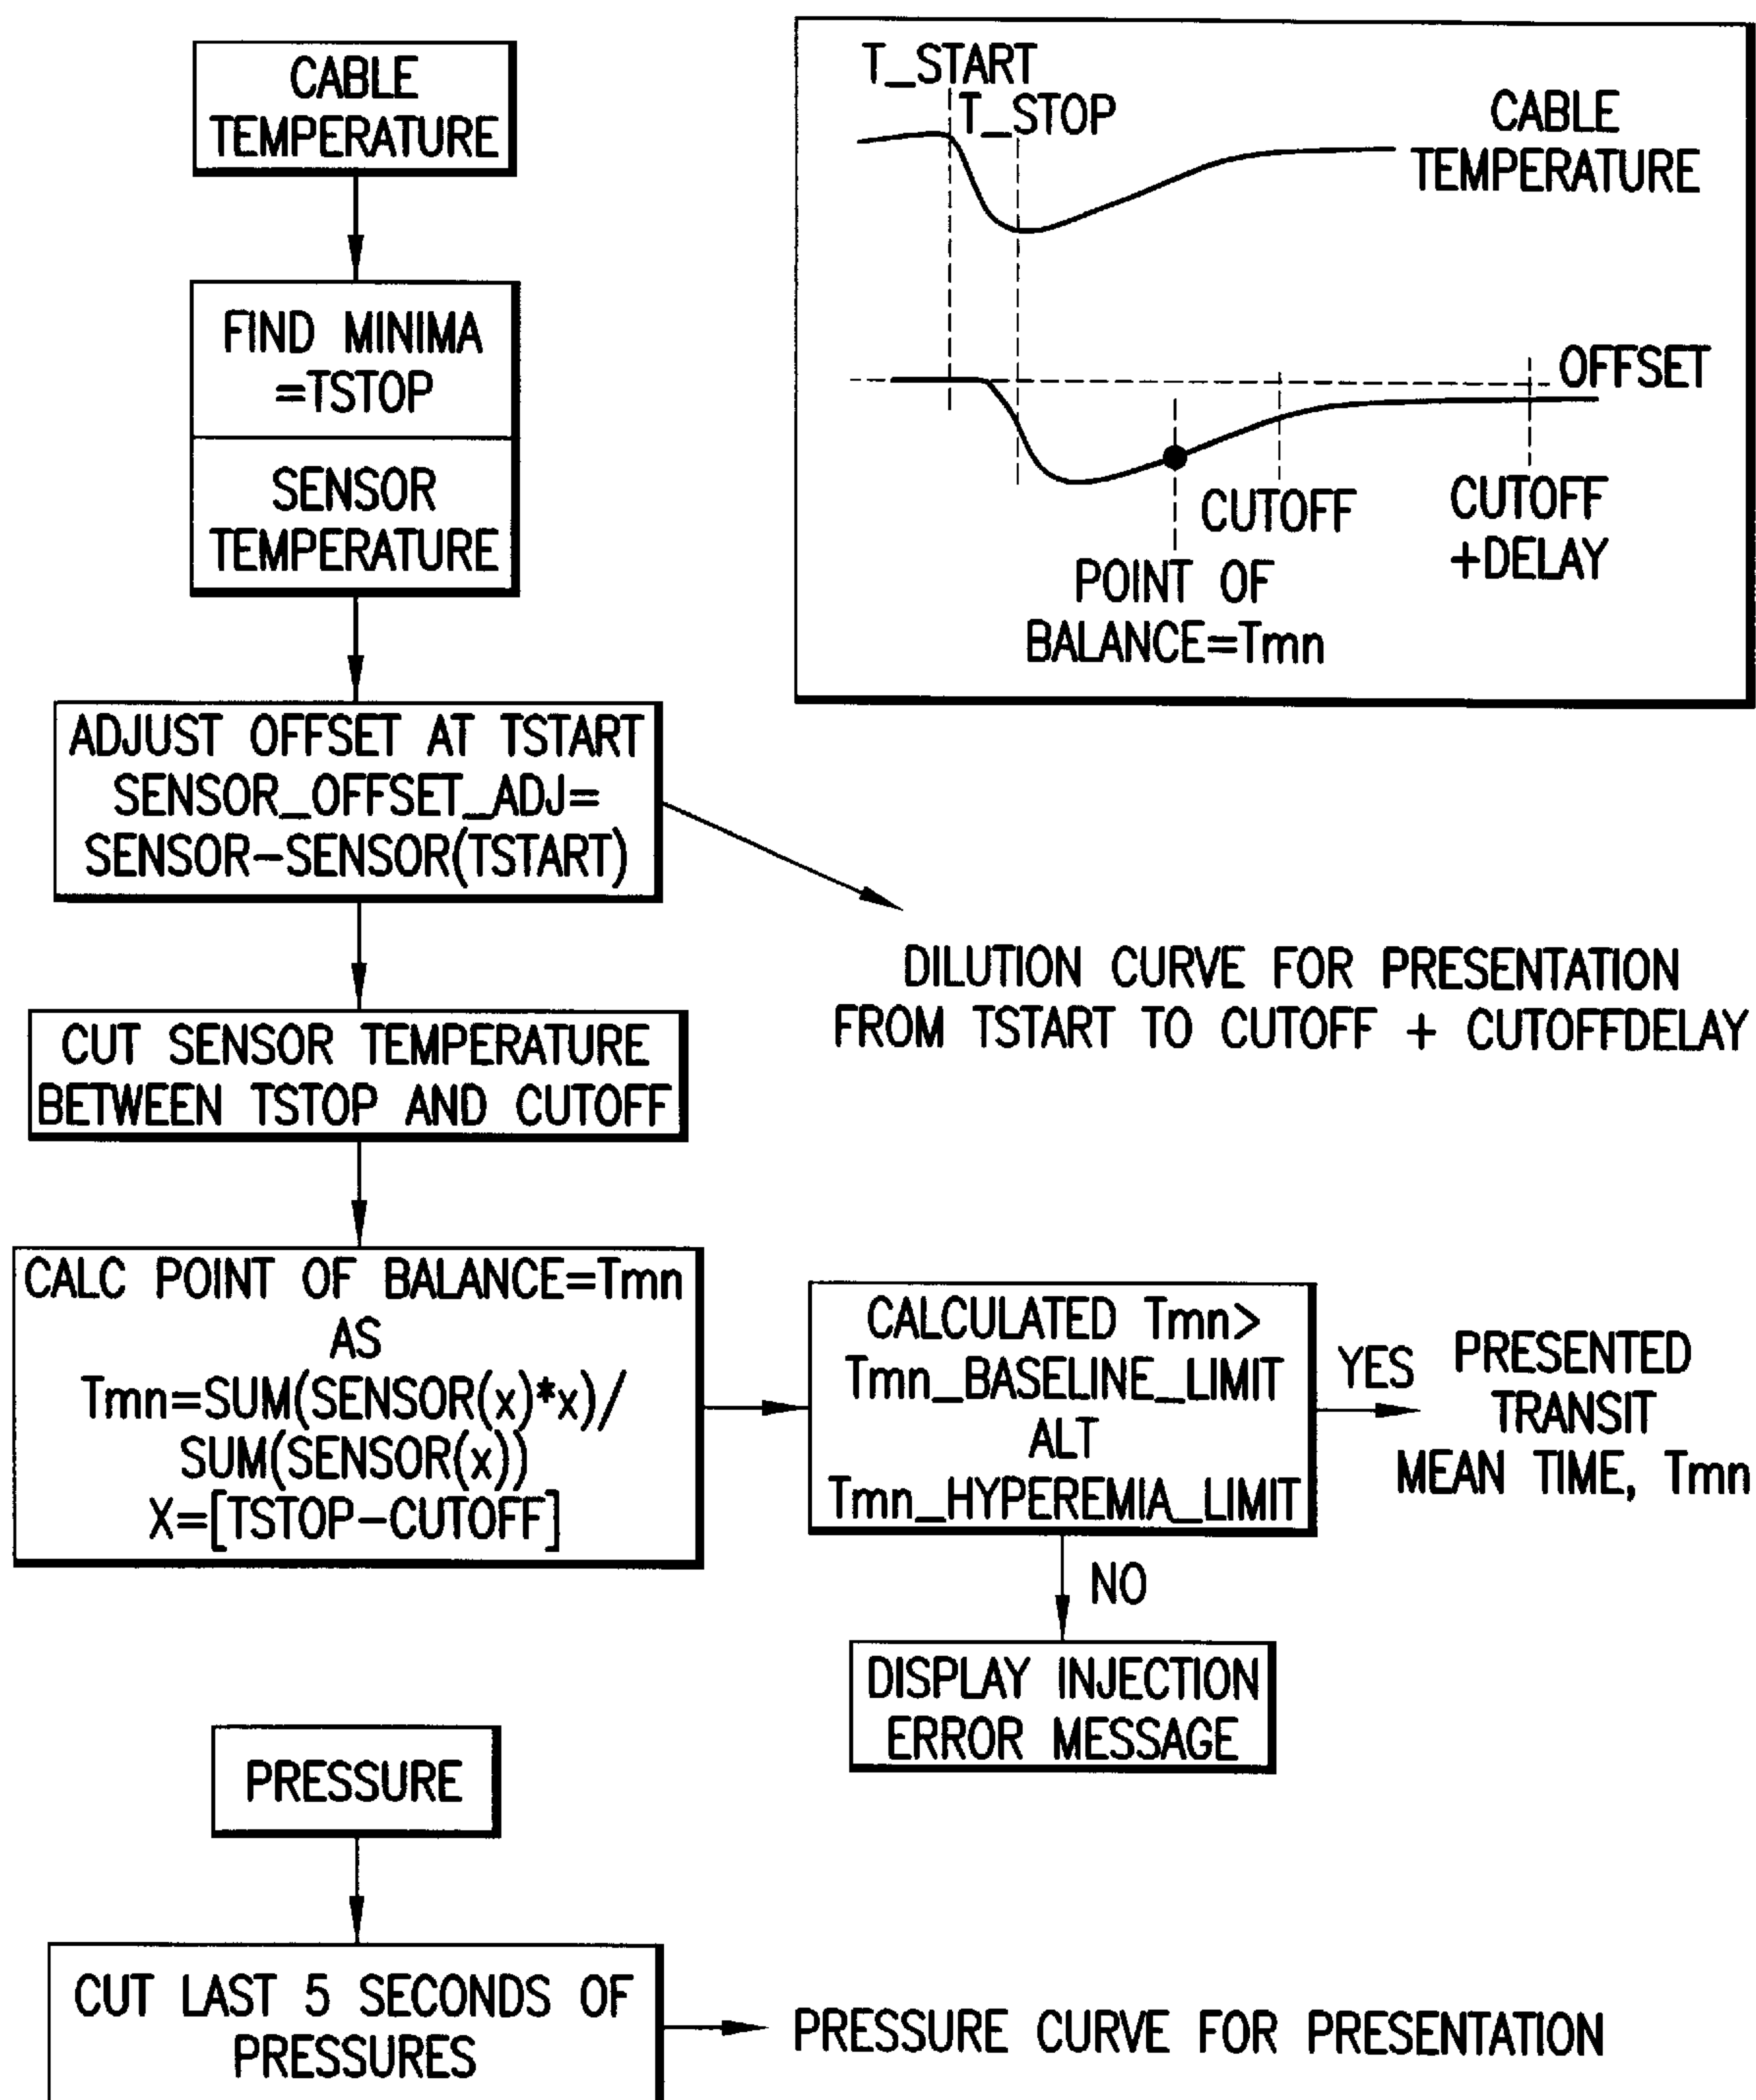 CABLE
TEMPERATURE
FIND MINIMA
=TSTOP
SENSOR
TEMPERATURE
ADJUST OFFSET AT TSTART
SENSOR_OFFSET_ADJ=
SENSOR-SENSOR(TSTART)
T_START
T_STOP
CABLE
TEMPERATURE
OFFSET
CUTOFF
CUTOFF
+DELAY
POINT OF
BALANCE=Tmn
DILUTION CURVE FOR PRESENTATION
FROM TSTART TO CUTOFF + CUTOFFDELAY
CUT SENSOR TEMPERATURE
BETWEEN TSTOP AND CUTOFF
CALC POINT OF BALANCE=Tmn
AS
Tmn=SUM(SENSOR(x)*x)/
SUM(SENSOR(x))
X=[TSTOP-CUTOFF]
CALCULATED Tmn>
Tmn_BASELINE_LIMIT
ALT
Tmn_HYPEREMIA_LIMIT
YES
PRESENTED
TRANSIT
MEAN TIME, Tmn
NO
DISPLAY INJECTION
ERROR MESSAGE
PRESSURE
CUT LAST 5 SECONDS OF
PRESSURES
PRESSURE CURVE FOR PRESENTATION